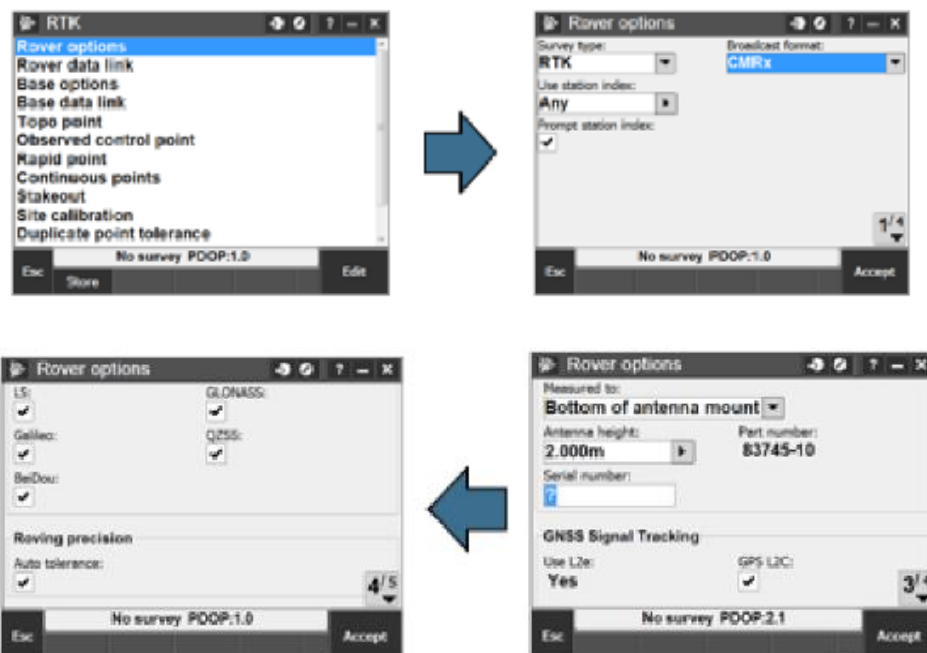 RTK
? – ×
Rover options
Rover data link
Base options
Base data link
Topo point
Observed control point
Rapid point
Continuous points
Stakeout
Site calibration
Duplicate point tolerance
No survey PDOP:1.0
Esc
Store
Edit
Rover options
? – ×
Survey type:
Broadcast format:
RTK
CMRx
Use station index:
Any
Prompt station index:
1/4
No survey PDOP:1.0
Esc
Accept
Rover options
? – ×
L5:
GLONASS:
Galileo:
QZSS:
BeiDou:
Roving precision
Auto tolerance:
4/5
No survey PDOP:1.0
Esc
Accept
Rover options
? – ×
Measured to:
Bottom of antenna mount
Antenna height:
Part number:
2.000m
83745-10
Serial number:
?
GNSS Signal Tracking
Use L2e:
GPS L2C:
Yes
3/4
No survey PDOP:2.1
Esc
Accept